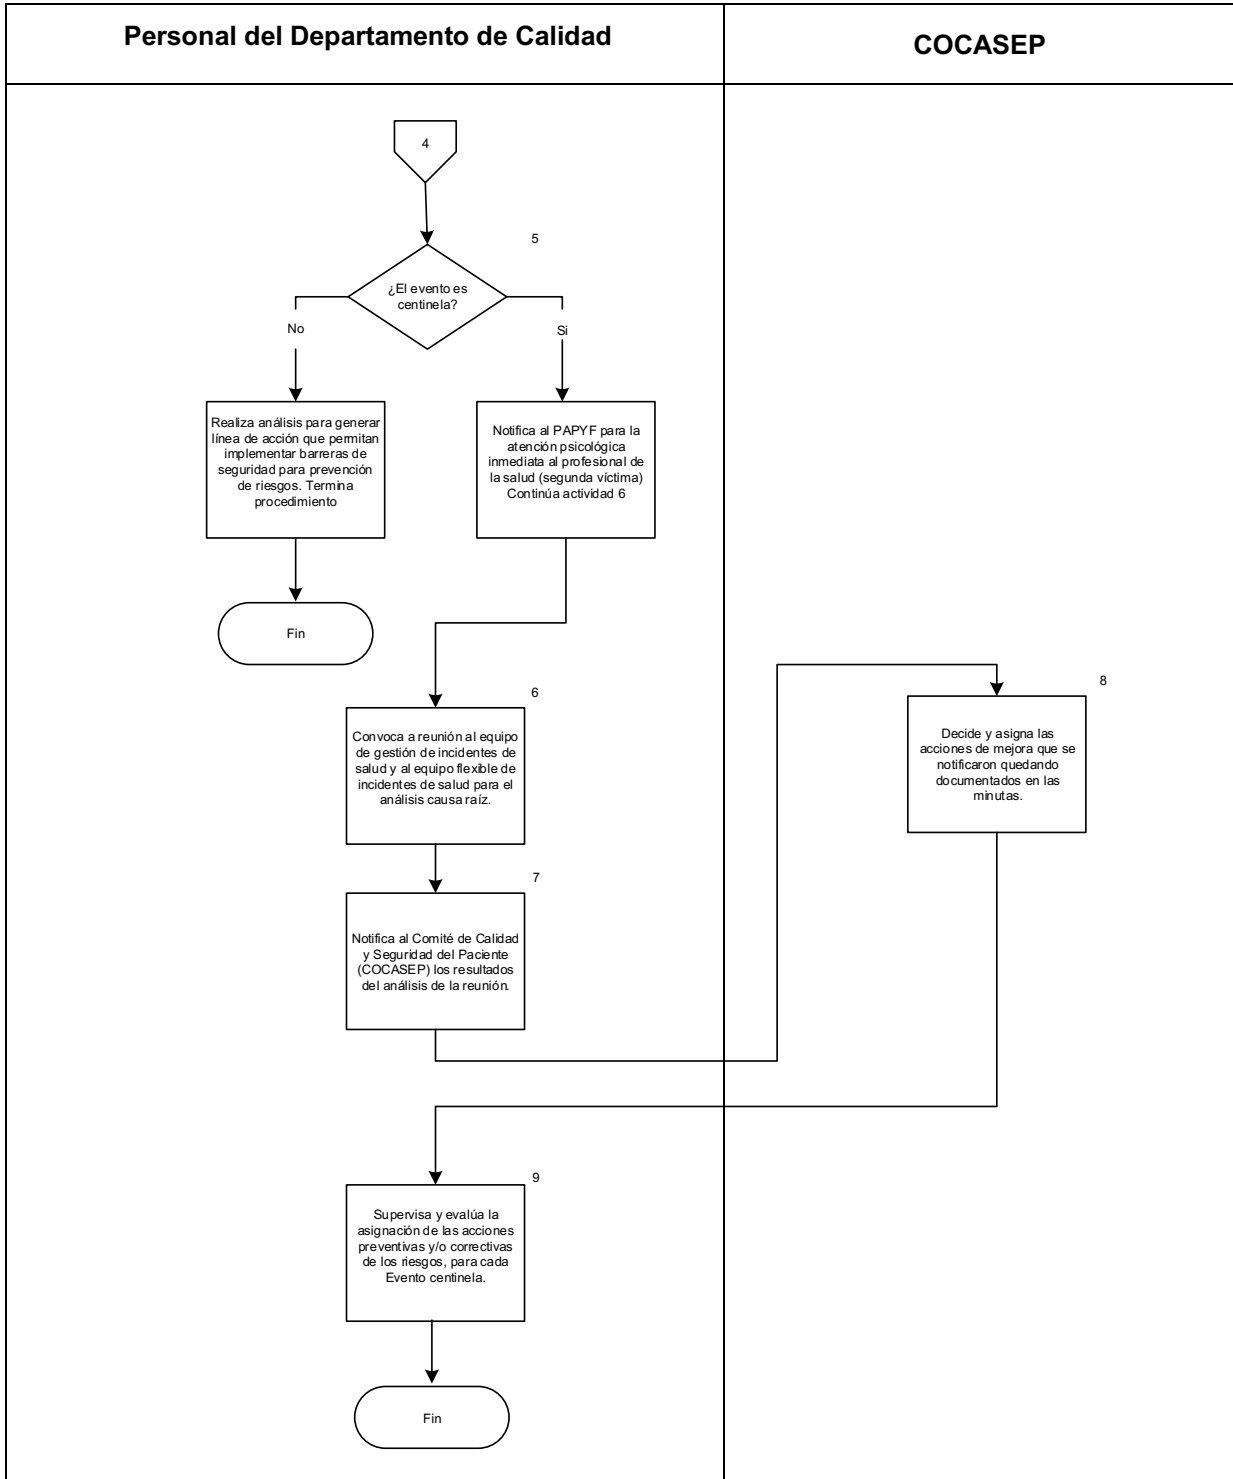 Personal del Departamento de Calidad
COCASEP
4
5
¿El evento es
centinela?
No
Si
Realiza análisis para generar
línea de acción que permitan
implementar barreras de
seguridad para prevención
de riesgos. Termina
procedimiento
Notifica al PAPYF para la
atención psicológica
inmediata al profesional de
la salud (segunda víctima)
Continúa actividad 6
Fin
6
Convoca a reunión al equipo
de gestión de incidentes de
salud y al equipo flexible de
incidentes de salud para el
análisis causa raíz.
7
Notifica al Comité de Calidad
y Seguridad del Paciente
(COCASEP) los resultados
del análisis de la reunión.
8
Decide y asigna las
acciones de mejora que se
notificaron quedando
documentados en las
minutas.
9
Supervisa y evalúa la
asignación de las acciones
preventivas y/o correctivas
de los riesgos, para cada
Evento centinela.
Fin